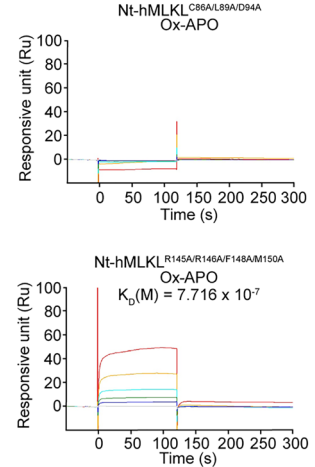 Nt-hMLKL^C86A/L89A/D94A
Ox-APO
Responsive unit (Ru)
100
80
60
40
20
0
0 50 100 150 200 250 300
Time (s)
Nt-hMLKL^R145A/R146A/F148A/M150A
Ox-APO
K_D(M) = 7.716 x 10^-7
Responsive unit (Ru)
100
80
60
40
20
0
0 50 100 150 200 250 300
Time (s)